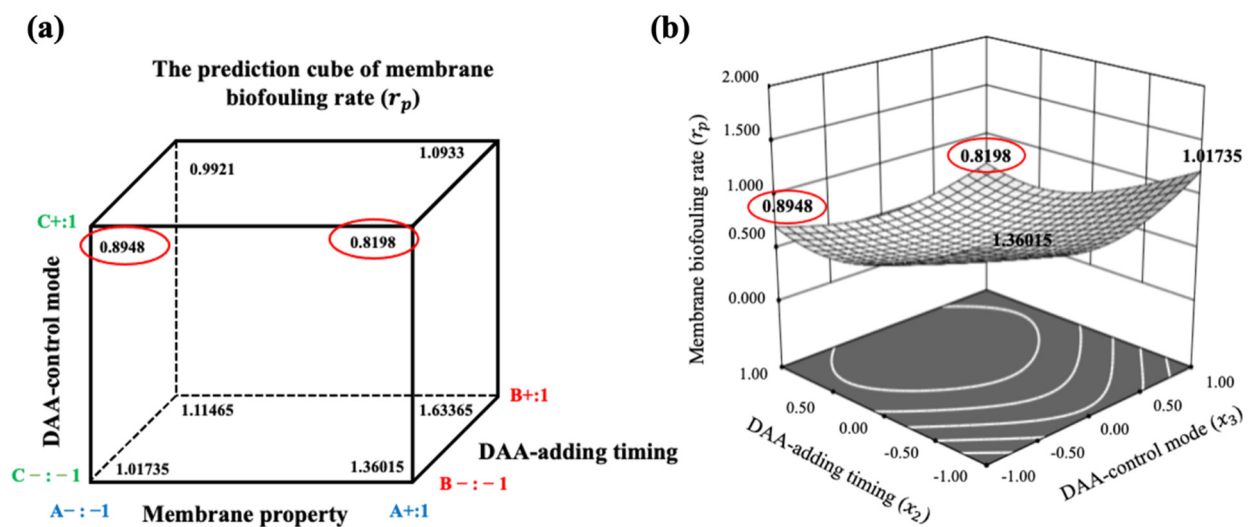 (a)
The prediction cube of membrane
biofouling rate (rₚ)
0.9921
1.0933
C+:1
0.8948
0.8198
DAA-control mode
1.11465
1.63365
B+:1
DAA-adding timing
1.01735
1.36015
C−:−1
B−:−1
A−:−1
Membrane property
A+:1
(b)
Membrane biofouling rate (rₚ)
2.000
1.500
1.000
0.500
0.000
0.8198
1.01735
0.8948
1.36015
1.00
0.50
0.00
-0.50
-1.00
DAA-adding timing (x₂)
1.00
0.50
0.00
-0.50
-1.00
DAA-control mode (x₃)